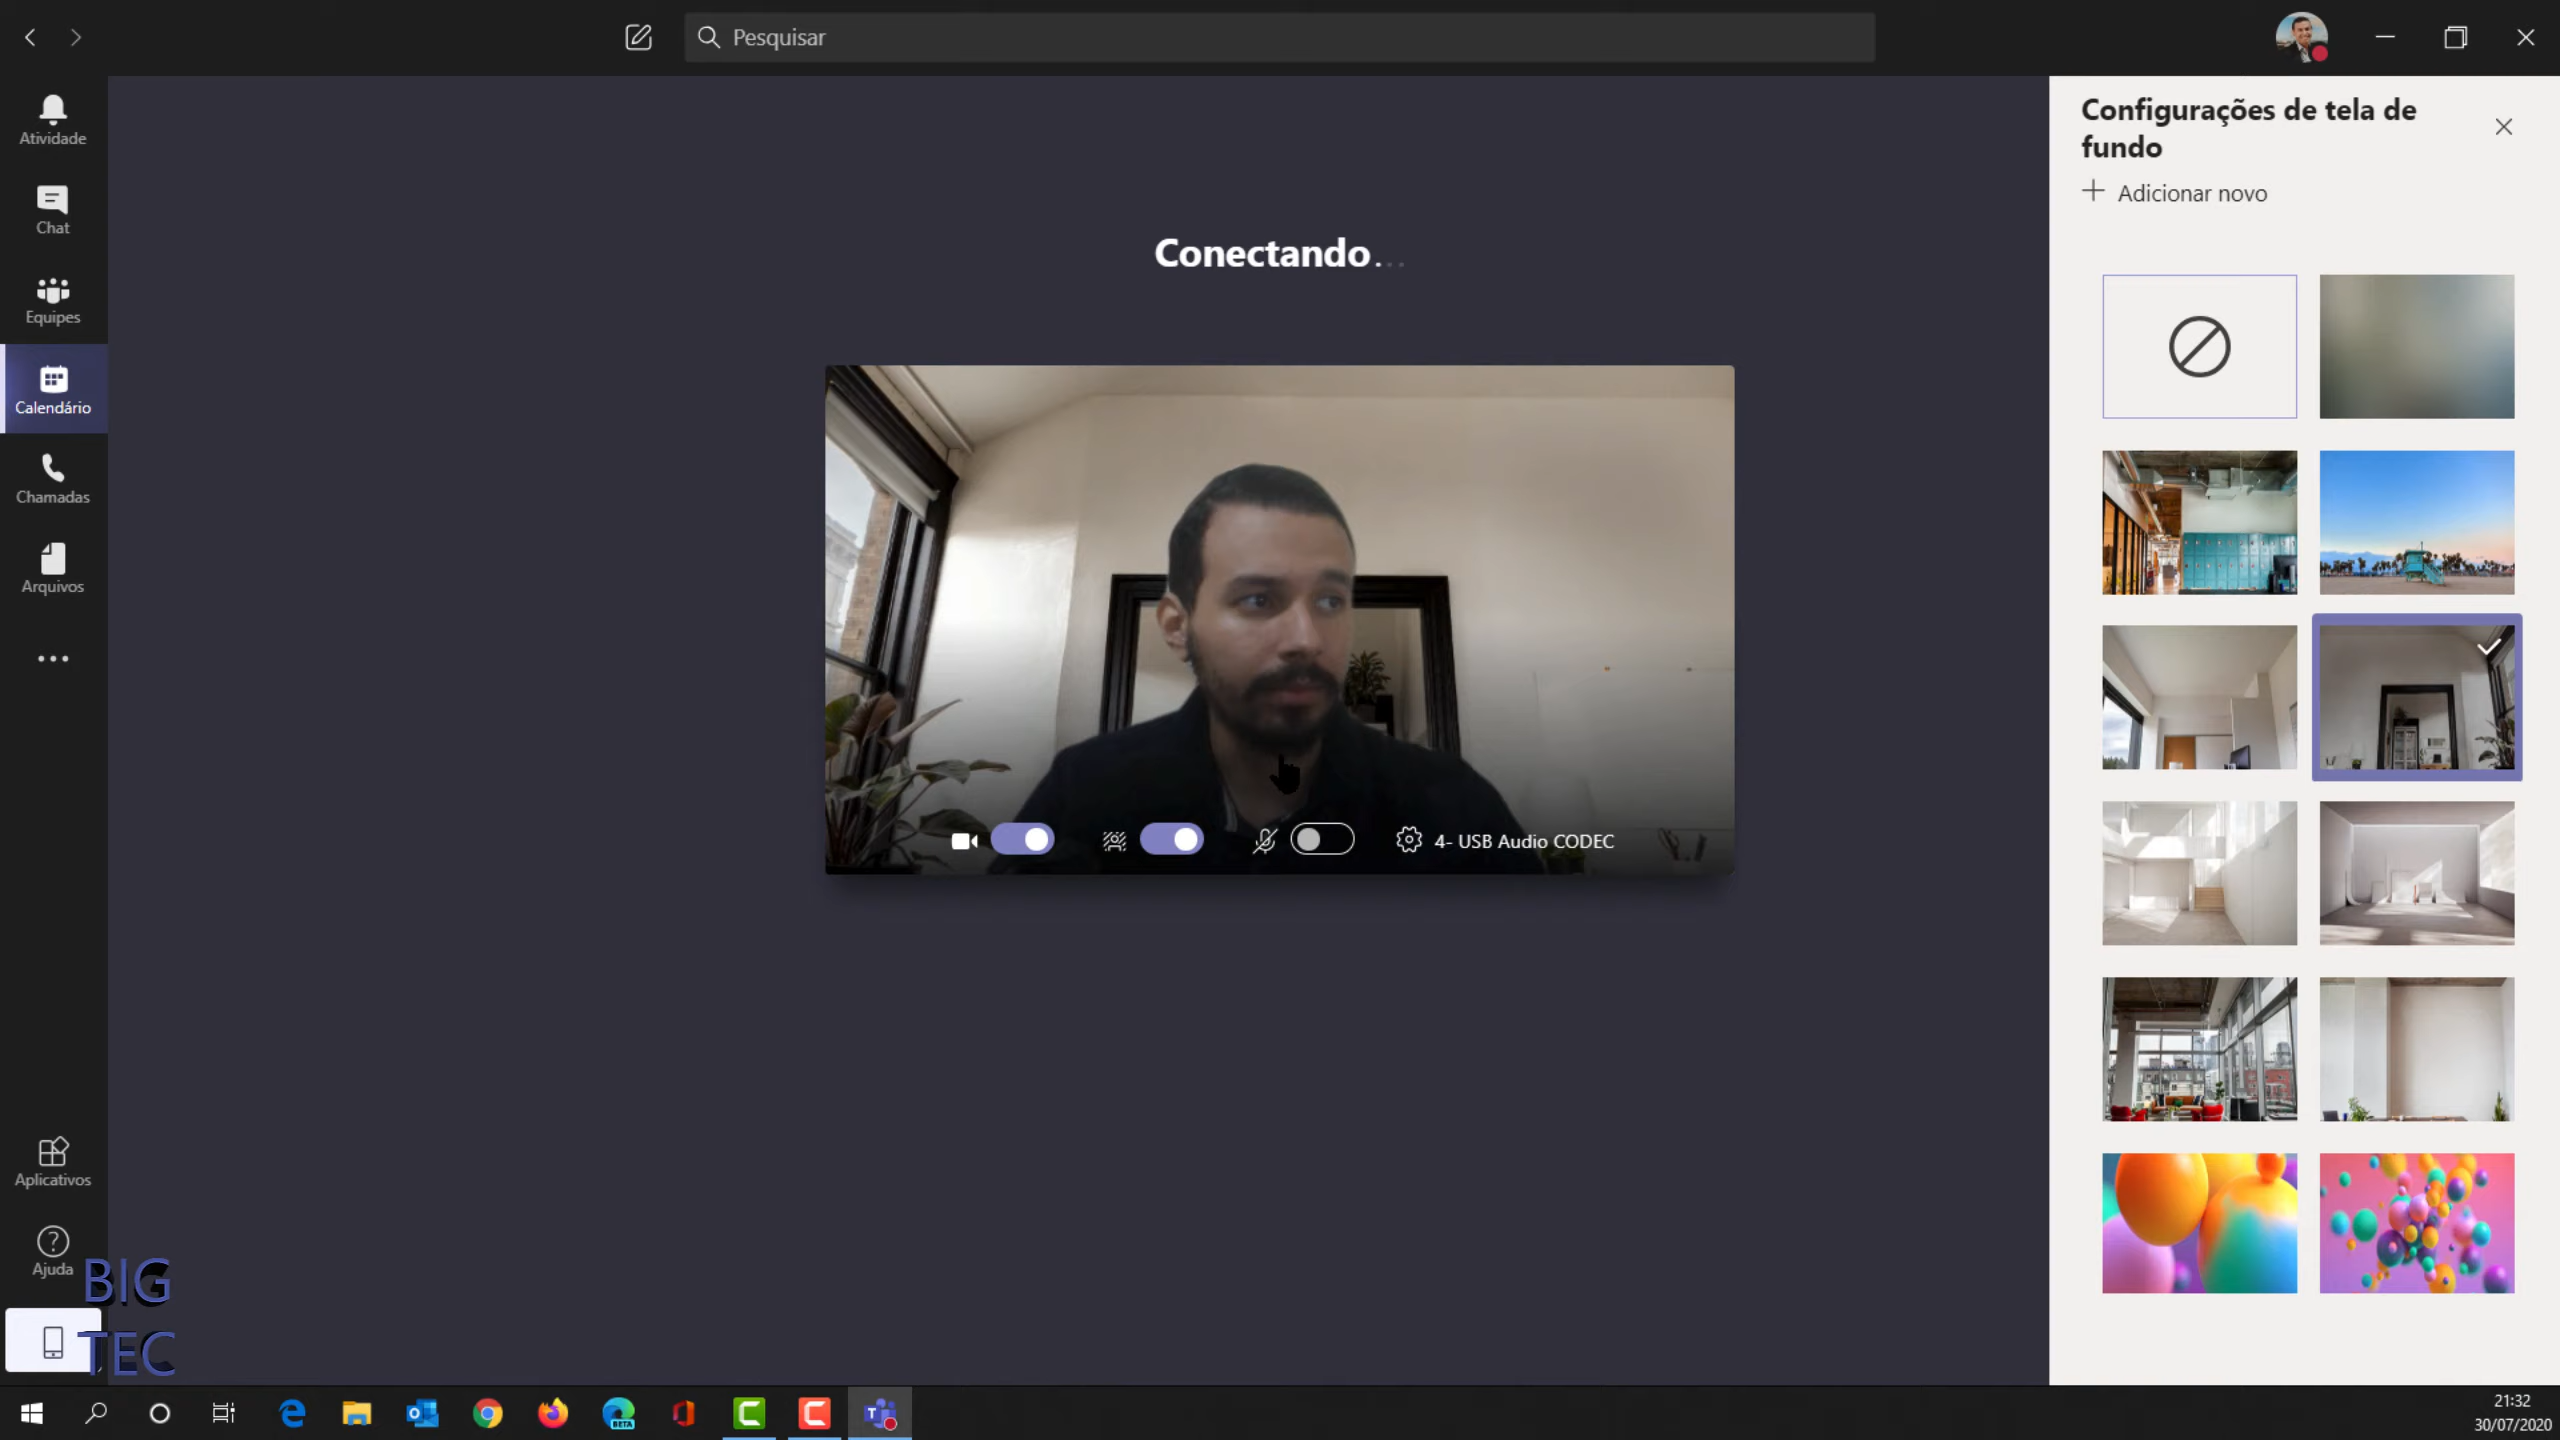 Pesquisar
Atividade
Chat
Equipes
Calendário
Chamadas
Arquivos
Aplicativos
Ajuda
Conectando...
4- USB Audio CODEC
Configurações de tela de
fundo
Adicionar novo
BIG
TEC
BETA
21:32
30/07/2020